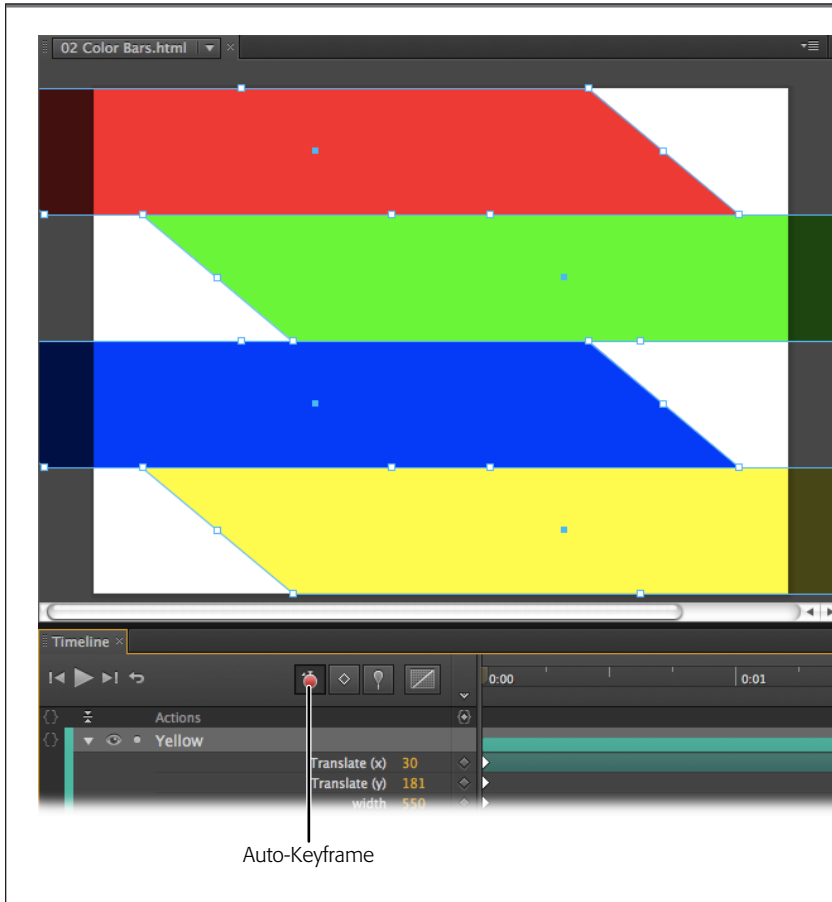 02 Color Bars.html
Timeline
0:00
0:01
Actions
Yellow
Translate (x) 30
Translate (y) 181
width 550
Auto-Keyframe